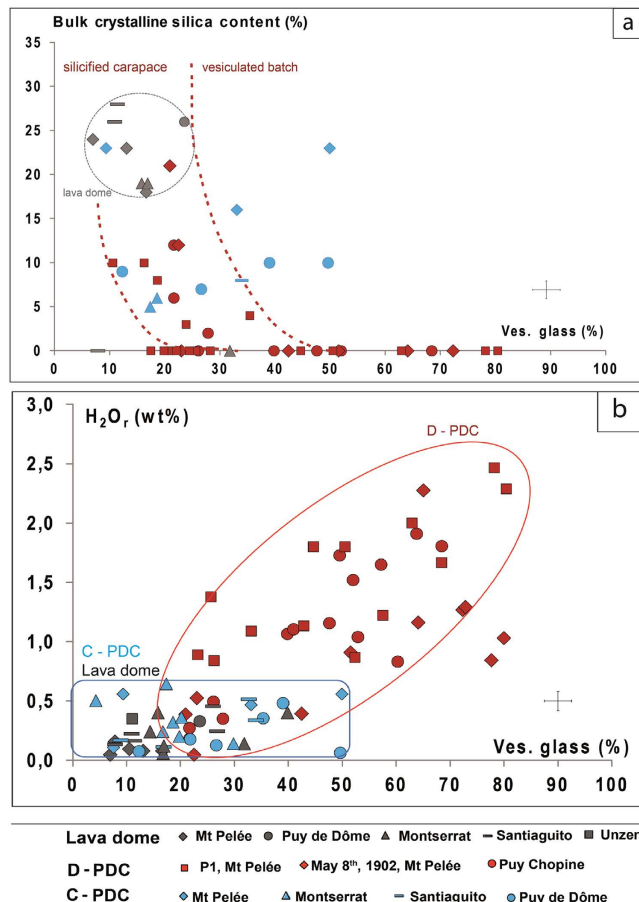 Bulk crystalline silica content (%)
a
35
silicified carapace vesiculated batch
30
25
20
lava dome
15
10
5
Ves. glass (%)
0
0 10 20 30 40 50 60 70 80 90 100
3,0
H2Or (wt%)
b
D - PDC
2,5
2,0
1,5
1,0
C - PDC
Lava dome
0,5
Ves. glass (%)
0,0
0 10 20 30 40 50 60 70 80 90 100
Lava dome Mt Pelée Puy de Dôme Montserrat Santiaguito Unzen
D - PDC P1, Mt Pelée May 8th, 1902, Mt Pelée Puy Chopine
C - PDC Mt Pelée Montserrat Santiaguito Puy de Dôme